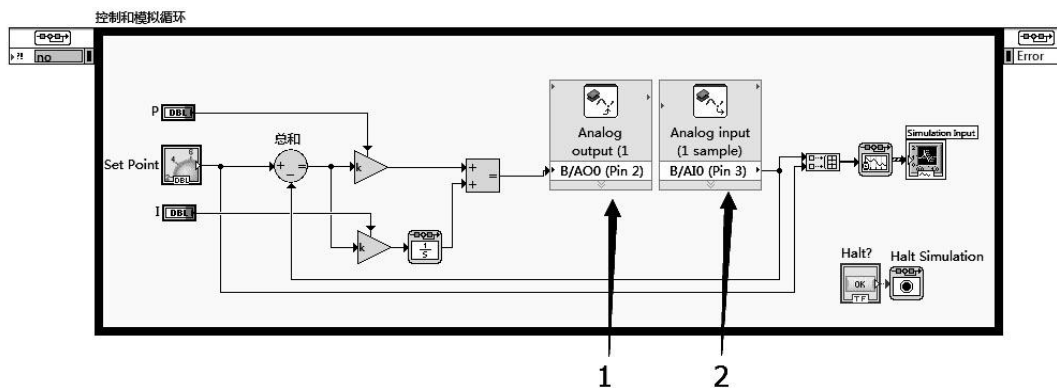 控制和模拟循环
?! no
Error
P DBL
总和
Set Point
DBL
I DBL
k
k
1
S
+
−
=
+
+
=
Analog
output (1
B/AO0 (Pin 2)
Analog input
(1 sample)
B/AI0 (Pin 3)
Simulation Input
Halt?
OK
TF
Halt Simulation
1
2